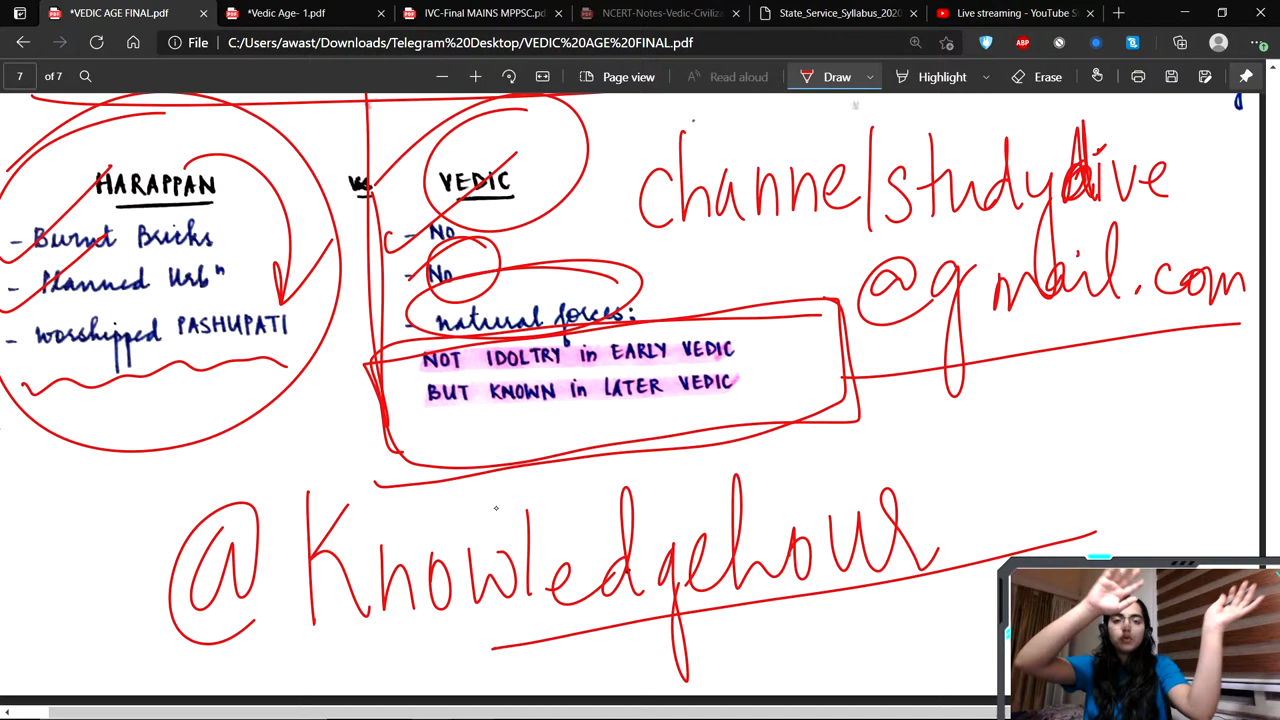 *VEDIC AGE FINAL.pdf
*Vedic Age- 1.pdf
IVC-Final MAINS MPPSC.pd
NCERT-Notes-Vedic-Civiliza
State_Service_Syllabus_2020
Live streaming - YouTube St
File
C:/Users/awast/Downloads/Telegram%20Desktop/VEDIC%20AGE%20FINAL.pdf
7 of 7
Page view
Read aloud
Draw
Highlight
Erase
HARAPPAN
VEDIC
- Burnt Bricks
- No
- Planned Urbⁿ
- No
- worshipped PASHUPATI
- natural forces:
NOT IDOLTRY in EARLY VEDIC
BUT KNOWN in LATER VEDIC
channelstudydive
@gmail.com
@Knowledgehour